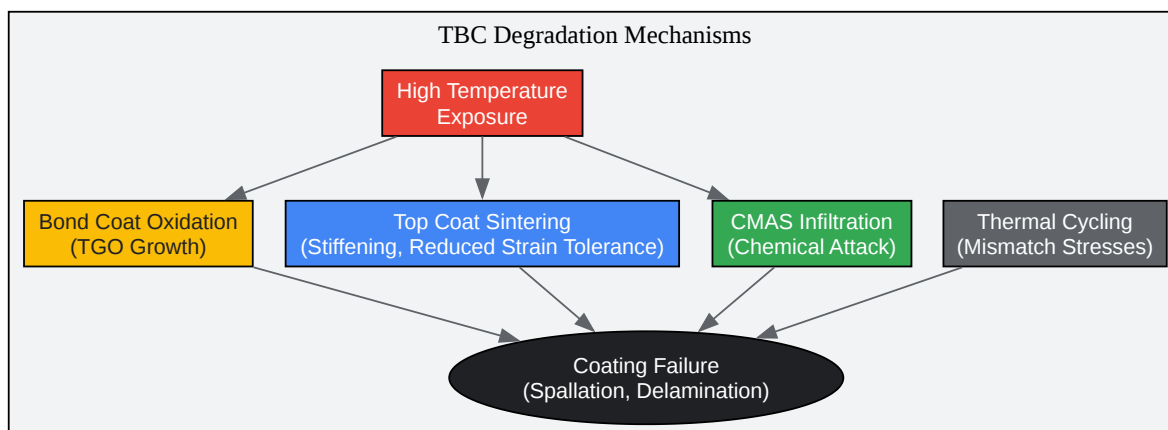 TBC Degradation Mechanisms
High Temperature
Exposure
Bond Coat Oxidation
(TGO Growth)
Top Coat Sintering
(Stiffening, Reduced Strain Tolerance)
CMAS Infiltration
(Chemical Attack)
Thermal Cycling
(Mismatch Stresses)
Coating Failure
(Spallation, Delamination)